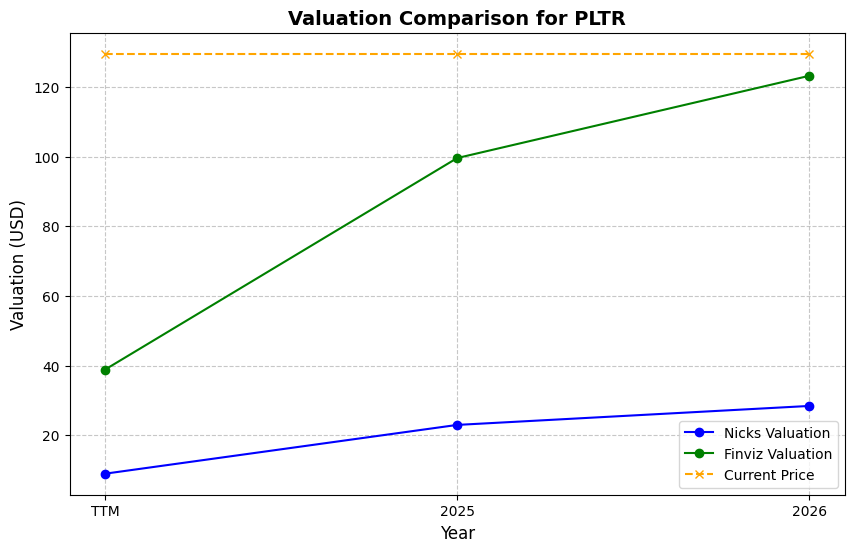 Valuation Comparison for PLTR
Valuation (USD)
120
100
80
60
40
20
TTM
2025
2026
Year
Nicks Valuation
Finviz Valuation
Current Price